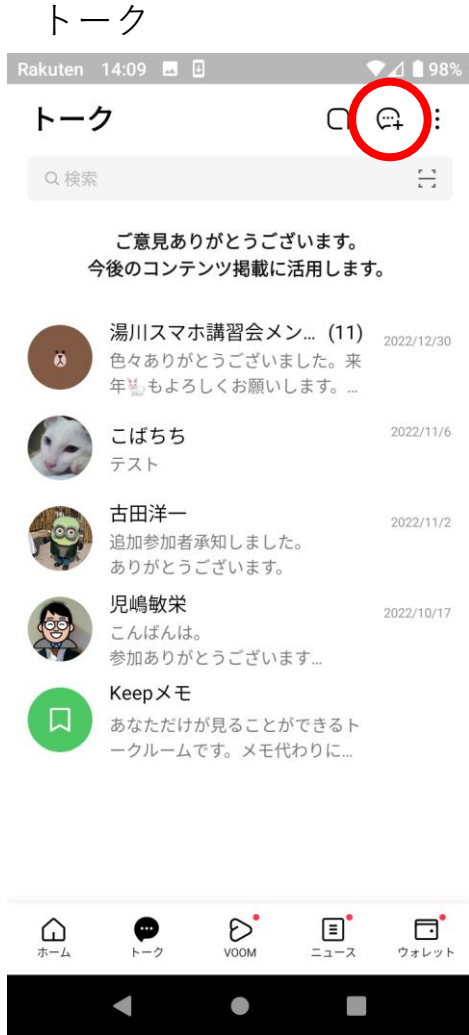 トーク
Rakuten 14:09 98%
トーク
検索
ご意見ありがとうございます。
今後のコンテンツ掲載に活用します。
湯川スマホ講習会メン... (11) 2022/12/30
色々ありがとうございました。来
年🐇もよろしくお願いします。...
こばちち 2022/11/6
テスト
古田洋一 2022/11/2
追加参加者承知しました。
ありがとうございます。
児嶋敏栄 2022/10/17
こんばんは。
参加ありがとうございます...
Keepメモ
あなただけが見ることができるト
ークルームです。メモ代わりに...
ホーム トーク VOOM ニュース ウォレット